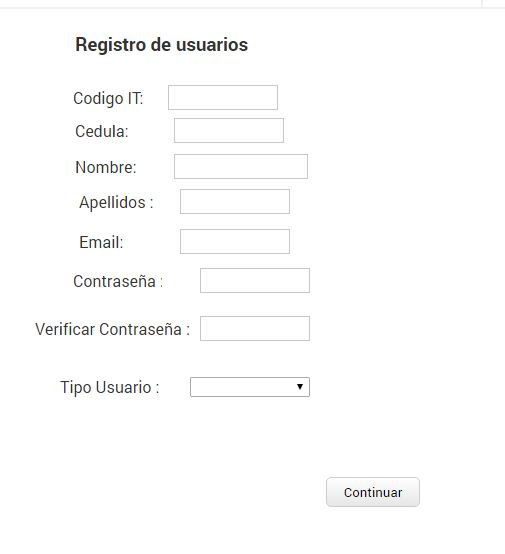 Registro de usuarios
Codigo IT:
Cedula:
Nombre:
Apellidos :
Email:
Contraseña :
Verificar Contraseña :
Tipo Usuario :
Continuar